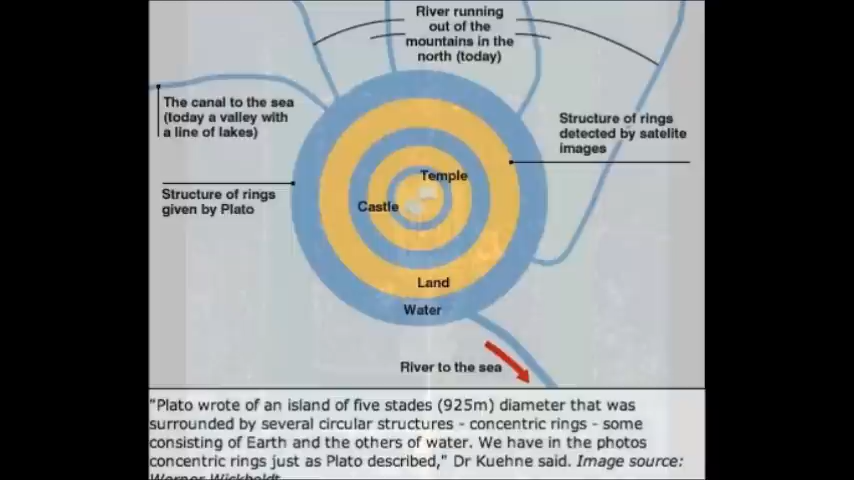 River running
out of the
mountains in the
north (today)
The canal to the sea
(today a valley with
a line of lakes)
Structure of rings
detected by satelite
images
Temple
Structure of rings
given by Plato
Castle
Land
Water
River to the sea
"Plato wrote of an island of five stades (925m) diameter that was
surrounded by several circular structures - concentric rings - some
consisting of Earth and the others of water. We have in the photos
concentric rings just as Plato described," Dr Kuehne said. Image source:
Werner Wickboldt